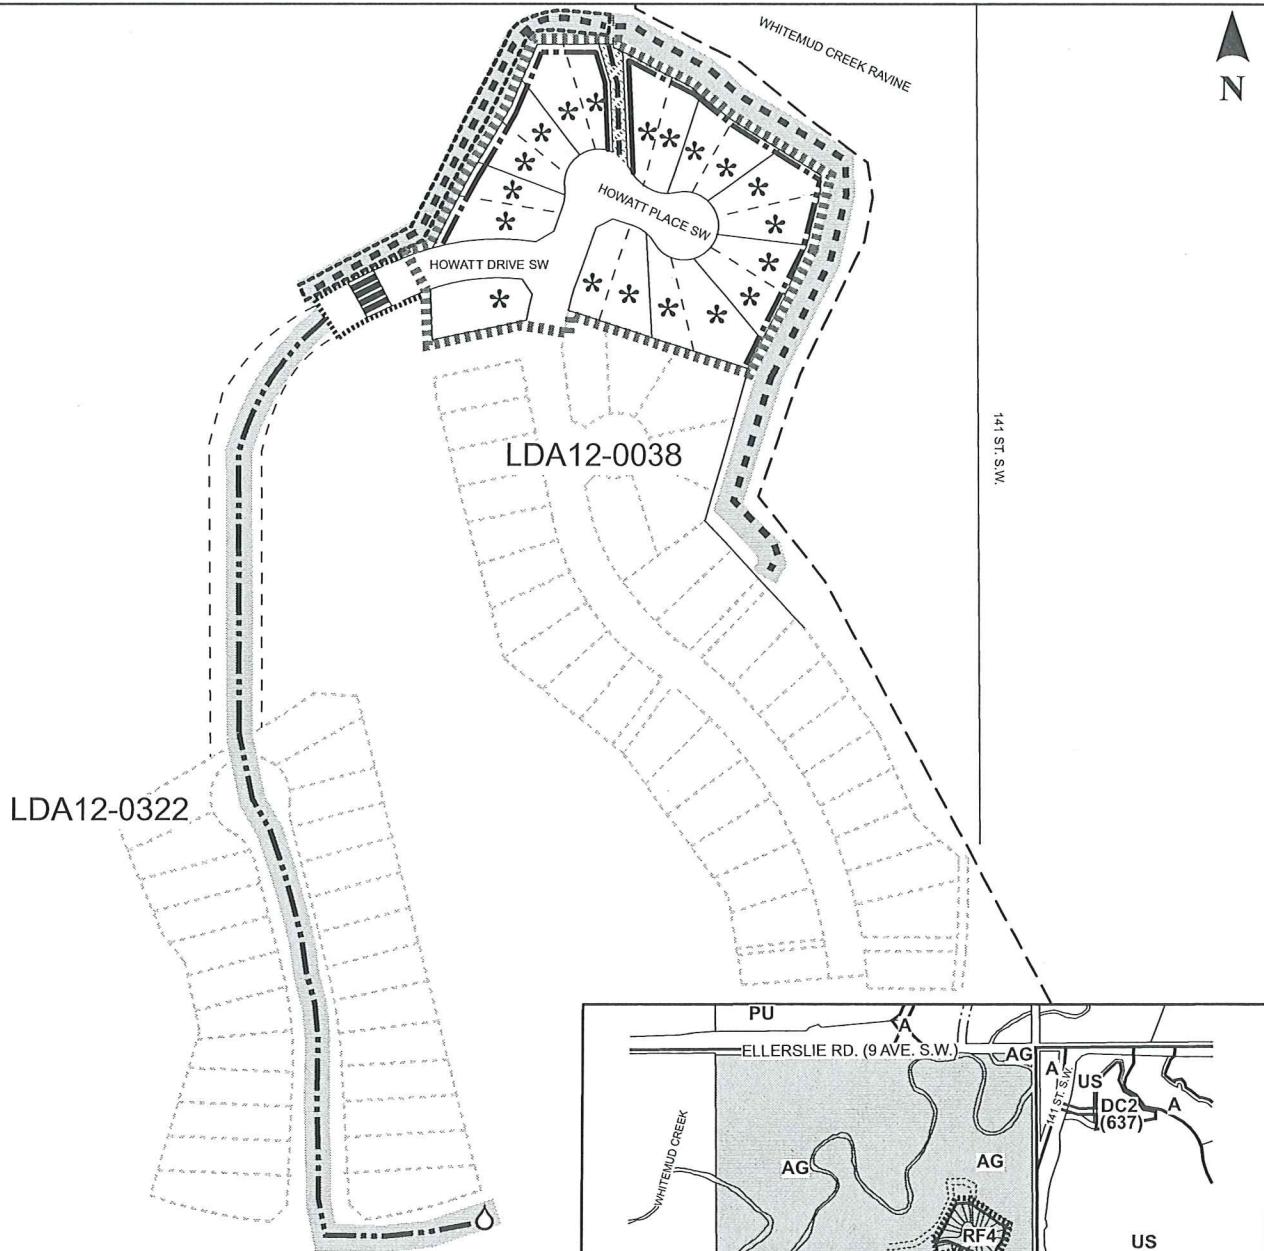 WHITEMUD CREEK RAVINE
N
HOWATT PLACE SW
HOWATT DRIVE SW
141 ST. S.W.
LDA12-0038
LDA12-0322
PU
A
ELLERSLIE RD. (9 AVE. S.W.)
AG
A
141 ST. S.W.
US
DC2
(637)
A
WHITEMUD CREEK
AG
AG
RF4
US